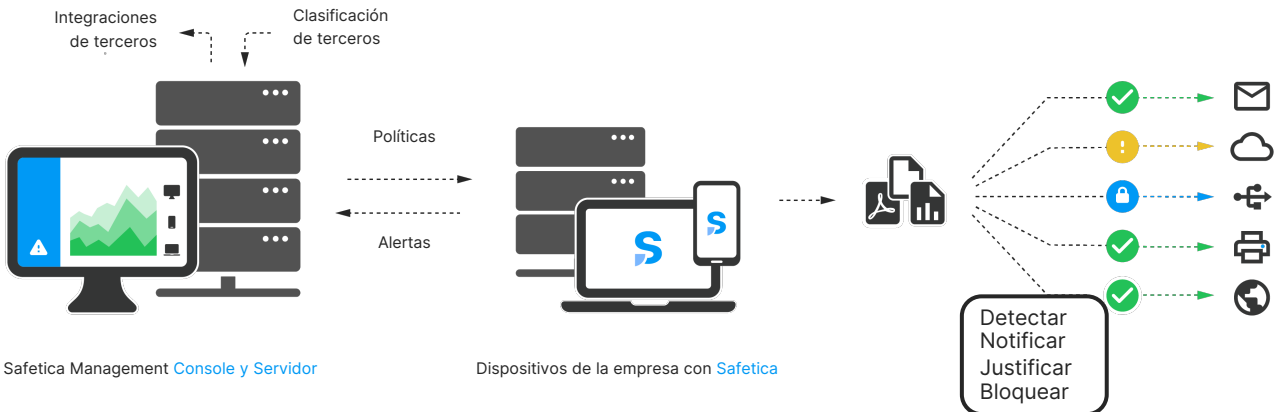 Integraciones
de terceros
Clasificación
de terceros
Políticas
Alertas
Detectar
Notificar
Justificar
Bloquear
Safetica Management Console y Servidor
Dispositivos de la empresa con Safetica